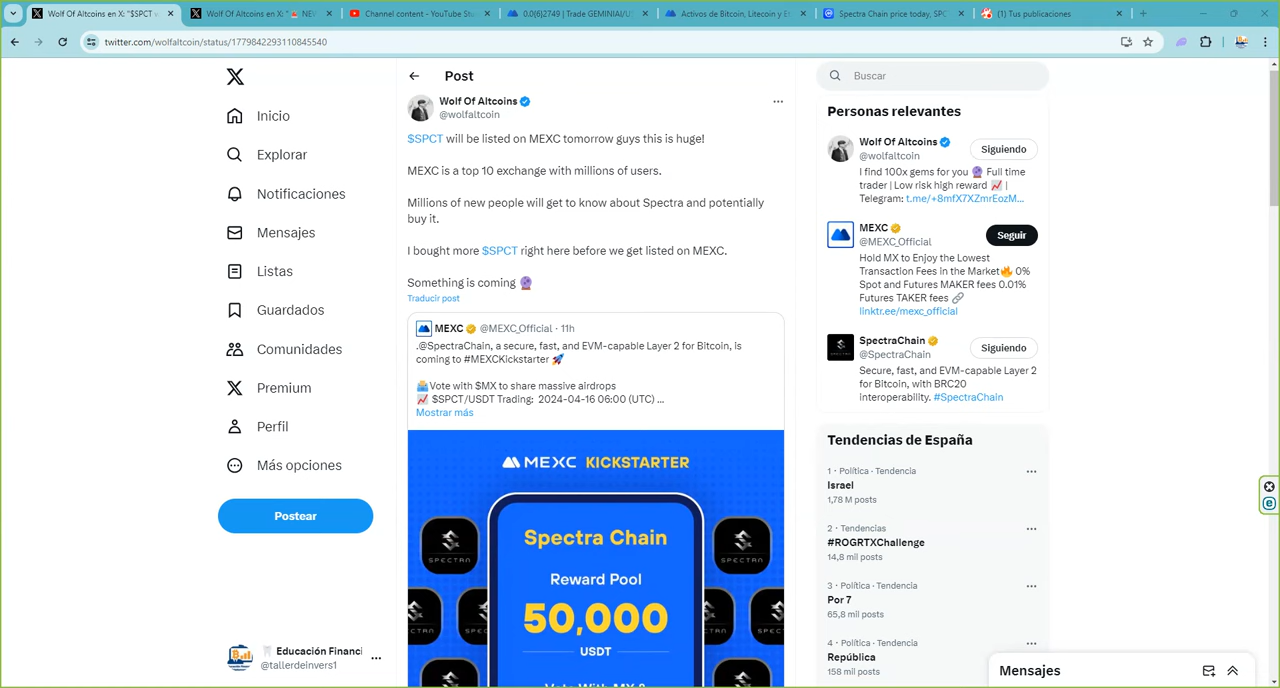 Wolf Of Altcoins en X: "$SPCT w
Wolf Of Altcoins en X: "🚨 NEW
Channel content - YouTube Stu
0.0{6}2749 | Trade GEMINIAI/U
Activos de Bitcoin, Litecoin y E
Spectra Chain price today, SPC
(1) Tus publicaciones
twitter.com/wolfaltcoin/status/1779842293110845540
Inicio
Explorar
Notificaciones
Mensajes
Listas
Guardados
Comunidades
Premium
Perfil
Más opciones
Postear
Educación Financi
@tallerdeinvers1
Post
Wolf Of Altcoins
@wolfaltcoin
$SPCT will be listed on MEXC tomorrow guys this is huge!
MEXC is a top 10 exchange with millions of users.
Millions of new people will get to know about Spectra and potentially
buy it.
I bought more $SPCT right here before we get listed on MEXC.
Something is coming 🔮
Traducir post
MEXC @MEXC_Official · 11h
.@SpectraChain, a secure, fast, and EVM-capable Layer 2 for Bitcoin, is
coming to #MEXCKickstarter 🚀
🗳️Vote with $MX to share massive airdrops
📈 $SPCT/USDT Trading: 2024-04-16 06:00 (UTC) ...
Mostrar más
MEXC KICKSTARTER
Spectra Chain
Reward Pool
50,000
USDT
SPECTRA
SPECTRA
Buscar
Personas relevantes
Wolf Of Altcoins
@wolfaltcoin
Siguiendo
I find 100x gems for you 🔮 Full time
trader | Low risk high reward 📈 |
Telegram: t.me/+8mfX7XZmrEozM...
MEXC
@MEXC_Official
Seguir
Hold MX to Enjoy the Lowest
Transaction Fees in the Market🔥 0%
Spot and Futures MAKER fees 0.01%
Futures TAKER fees 🔗
linktr.ee/mexc_official
SpectraChain
@SpectraChain
Siguiendo
Secure, fast, and EVM-capable Layer 2
for Bitcoin, with BRC20
interoperability. #SpectraChain
Tendencias de España
1 · Política · Tendencia
Israel
1,78 M posts
2 · Tendencias
#ROGRTXChallenge
14,8 mil posts
3 · Política · Tendencia
Por 7
65,8 mil posts
4 · Política · Tendencia
República
158 mil posts
Mensajes